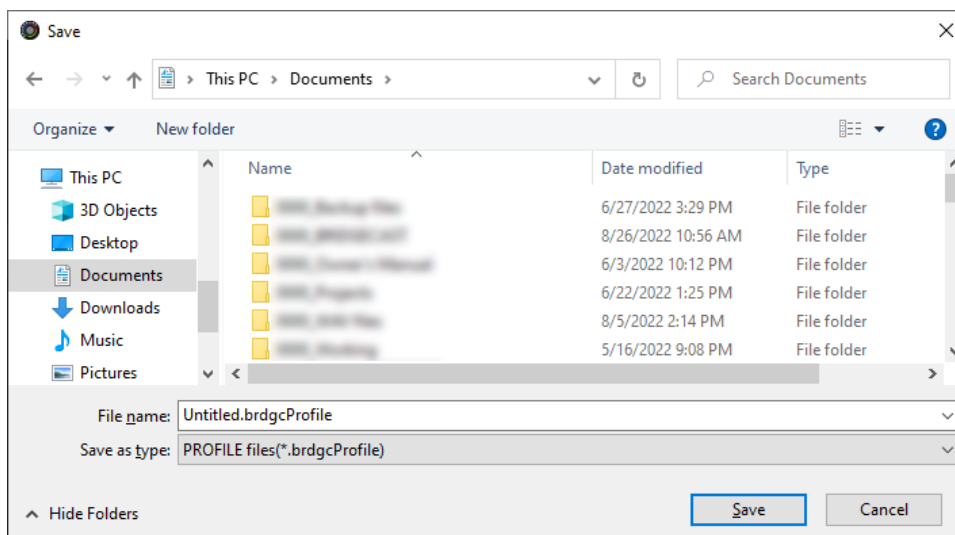 Save
This PC Documents Search Documents
Organize New folder ?
Name Date modified Type
This PC
3D Objects
Desktop
Documents
Downloads
Music
Pictures
6/27/2022 3:29 PM File folder
8/26/2022 10:56 AM File folder
6/3/2022 10:12 PM File folder
6/22/2022 1:25 PM File folder
8/5/2022 2:14 PM File folder
5/16/2022 9:08 PM File folder
File name: Untitled.brdgcProfile
Save as type: PROFILE files(*.brdgcProfile)
Hide Folders Save Cancel